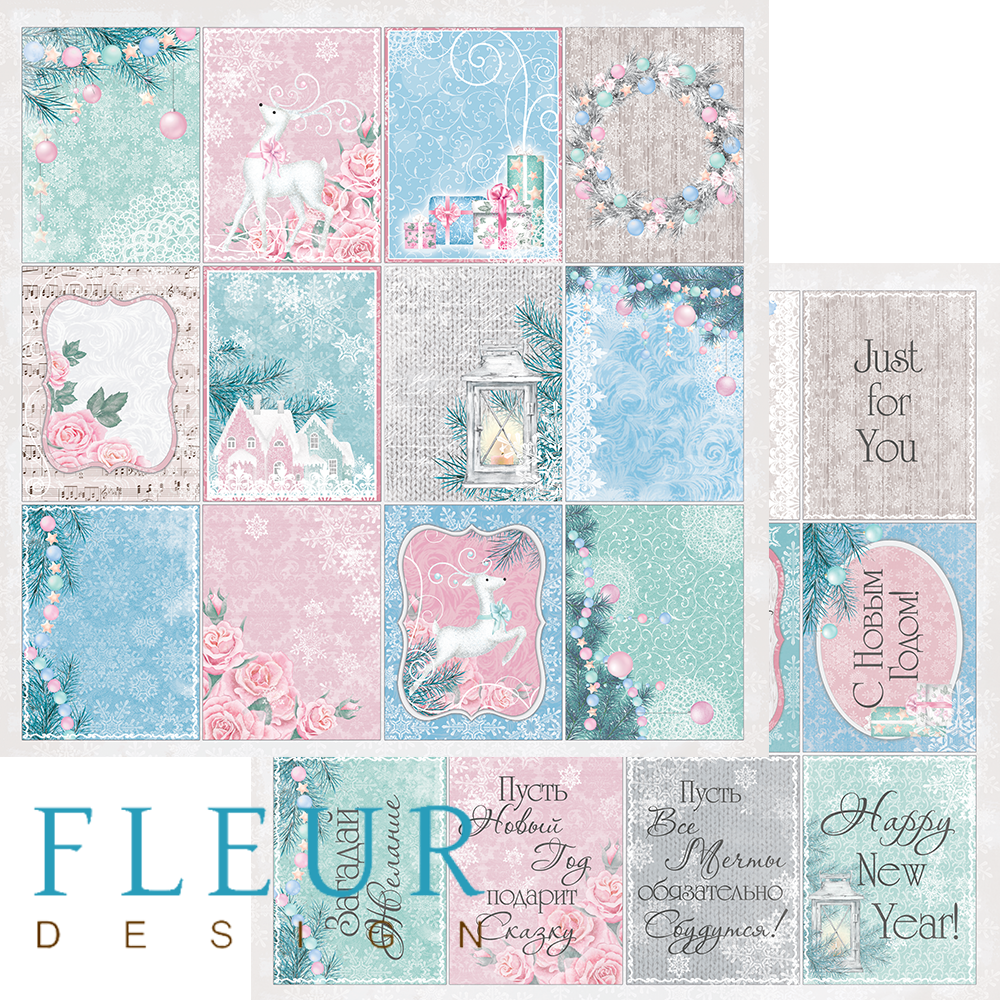 Just
for
You
С Новым
Годом!
FLEUR
DESIGN
Загадай
Желание
Пусть
Новый
Год
подарит
Сказку
Пусть
Все
Мечты
обязательно
Сбудутся!
Happy
New
Year!